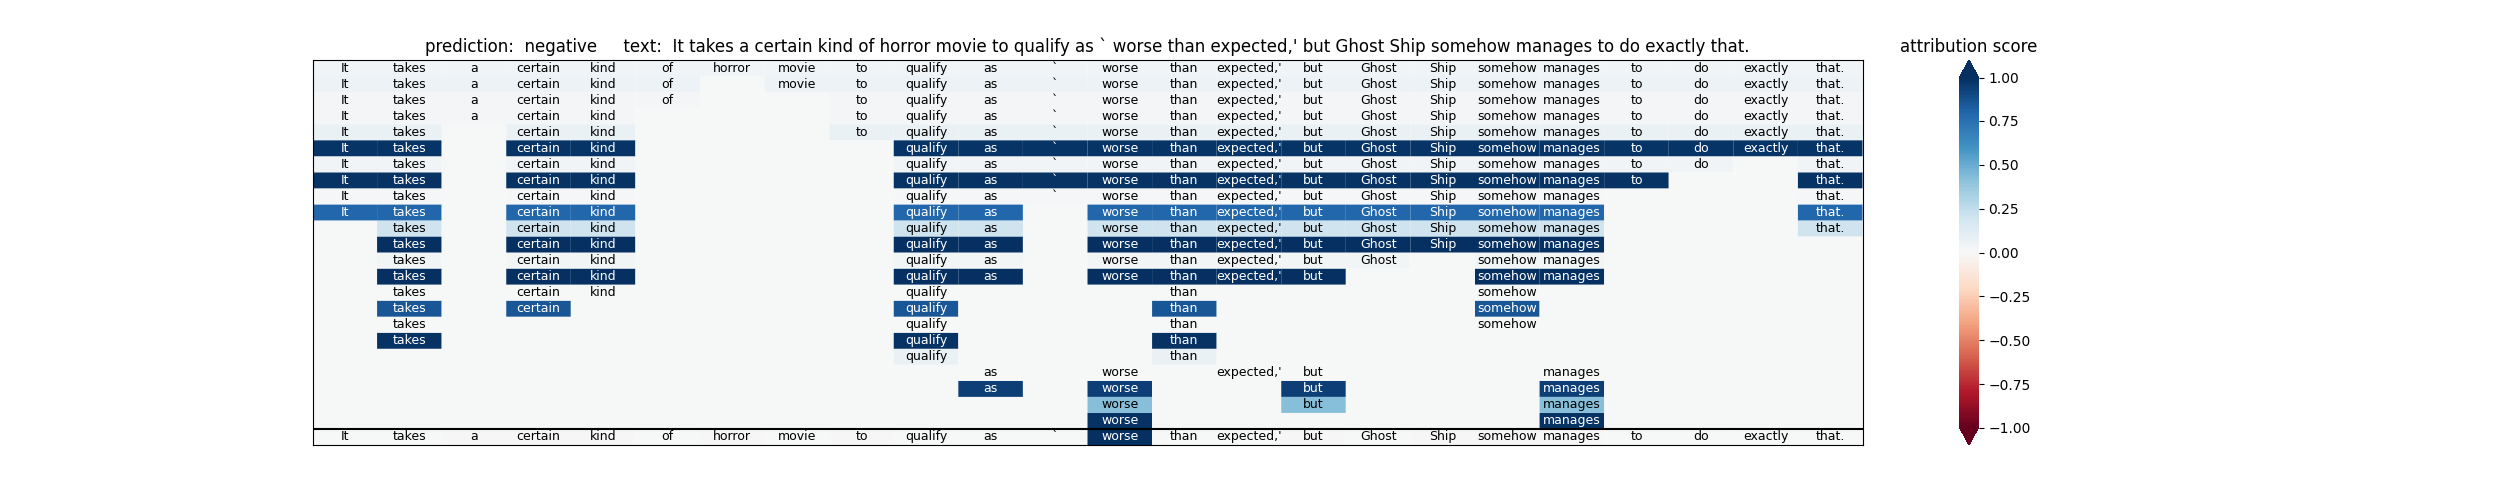 prediction:  negative     text:  It takes a certain kind of horror movie to qualify as ` worse than expected,' but Ghost Ship somehow manages to do exactly that.
attribution score
It takes a certain kind of horror movie to qualify as ` worse than expected,' but Ghost Ship somehow manages to do exactly that.
It takes a certain kind of movie to qualify as ` worse than expected,' but Ghost Ship somehow manages to do exactly that.
It takes a certain kind of to qualify as ` worse than expected,' but Ghost Ship somehow manages to do exactly that.
It takes a certain kind to qualify as ` worse than expected,' but Ghost Ship somehow manages to do exactly that.
It takes certain kind to qualify as ` worse than expected,' but Ghost Ship somehow manages to do exactly that.
It takes certain kind qualify as ` worse than expected,' but Ghost Ship somehow manages to do exactly that.
It takes certain kind qualify as ` worse than expected,' but Ghost Ship somehow manages to do that.
It takes certain kind qualify as ` worse than expected,' but Ghost Ship somehow manages to that.
It takes certain kind qualify as ` worse than expected,' but Ghost Ship somehow manages that.
It takes certain kind qualify as worse than expected,' but Ghost Ship somehow manages that.
takes certain kind qualify as worse than expected,' but Ghost Ship somehow manages that.
takes certain kind qualify as worse than expected,' but Ghost Ship somehow manages
takes certain kind qualify as worse than expected,' but Ghost somehow manages
takes certain kind qualify as worse than expected,' but somehow manages
takes certain kind qualify than somehow
takes certain qualify than somehow
takes qualify than somehow
takes qualify than
qualify than
as worse expected,' but manages
as worse but manages
worse but manages
worse manages
It takes a certain kind of horror movie to qualify as ` worse than expected,' but Ghost Ship somehow manages to do exactly that.
1.00
0.75
0.50
0.25
0.00
−0.25
−0.50
−0.75
−1.00